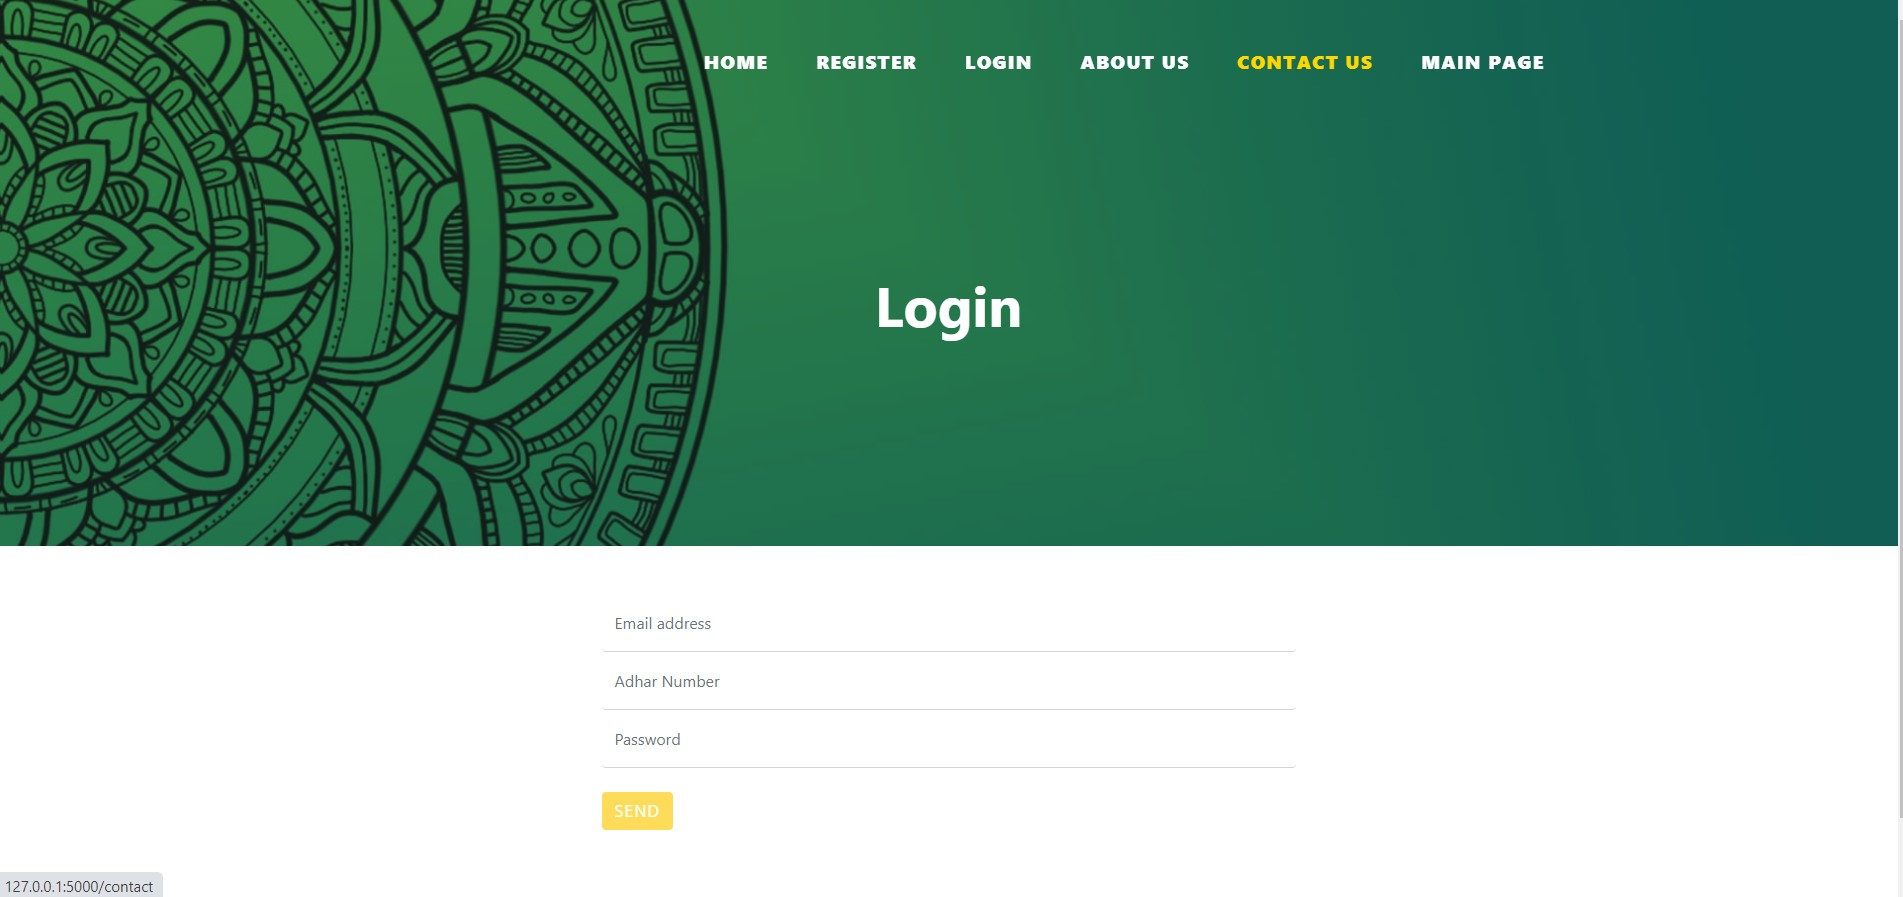 HOME REGISTER LOGIN ABOUT US CONTACT US MAIN PAGE
Login
Email address
Adhar Number
Password
SEND
127.0.0.1:5000/contact